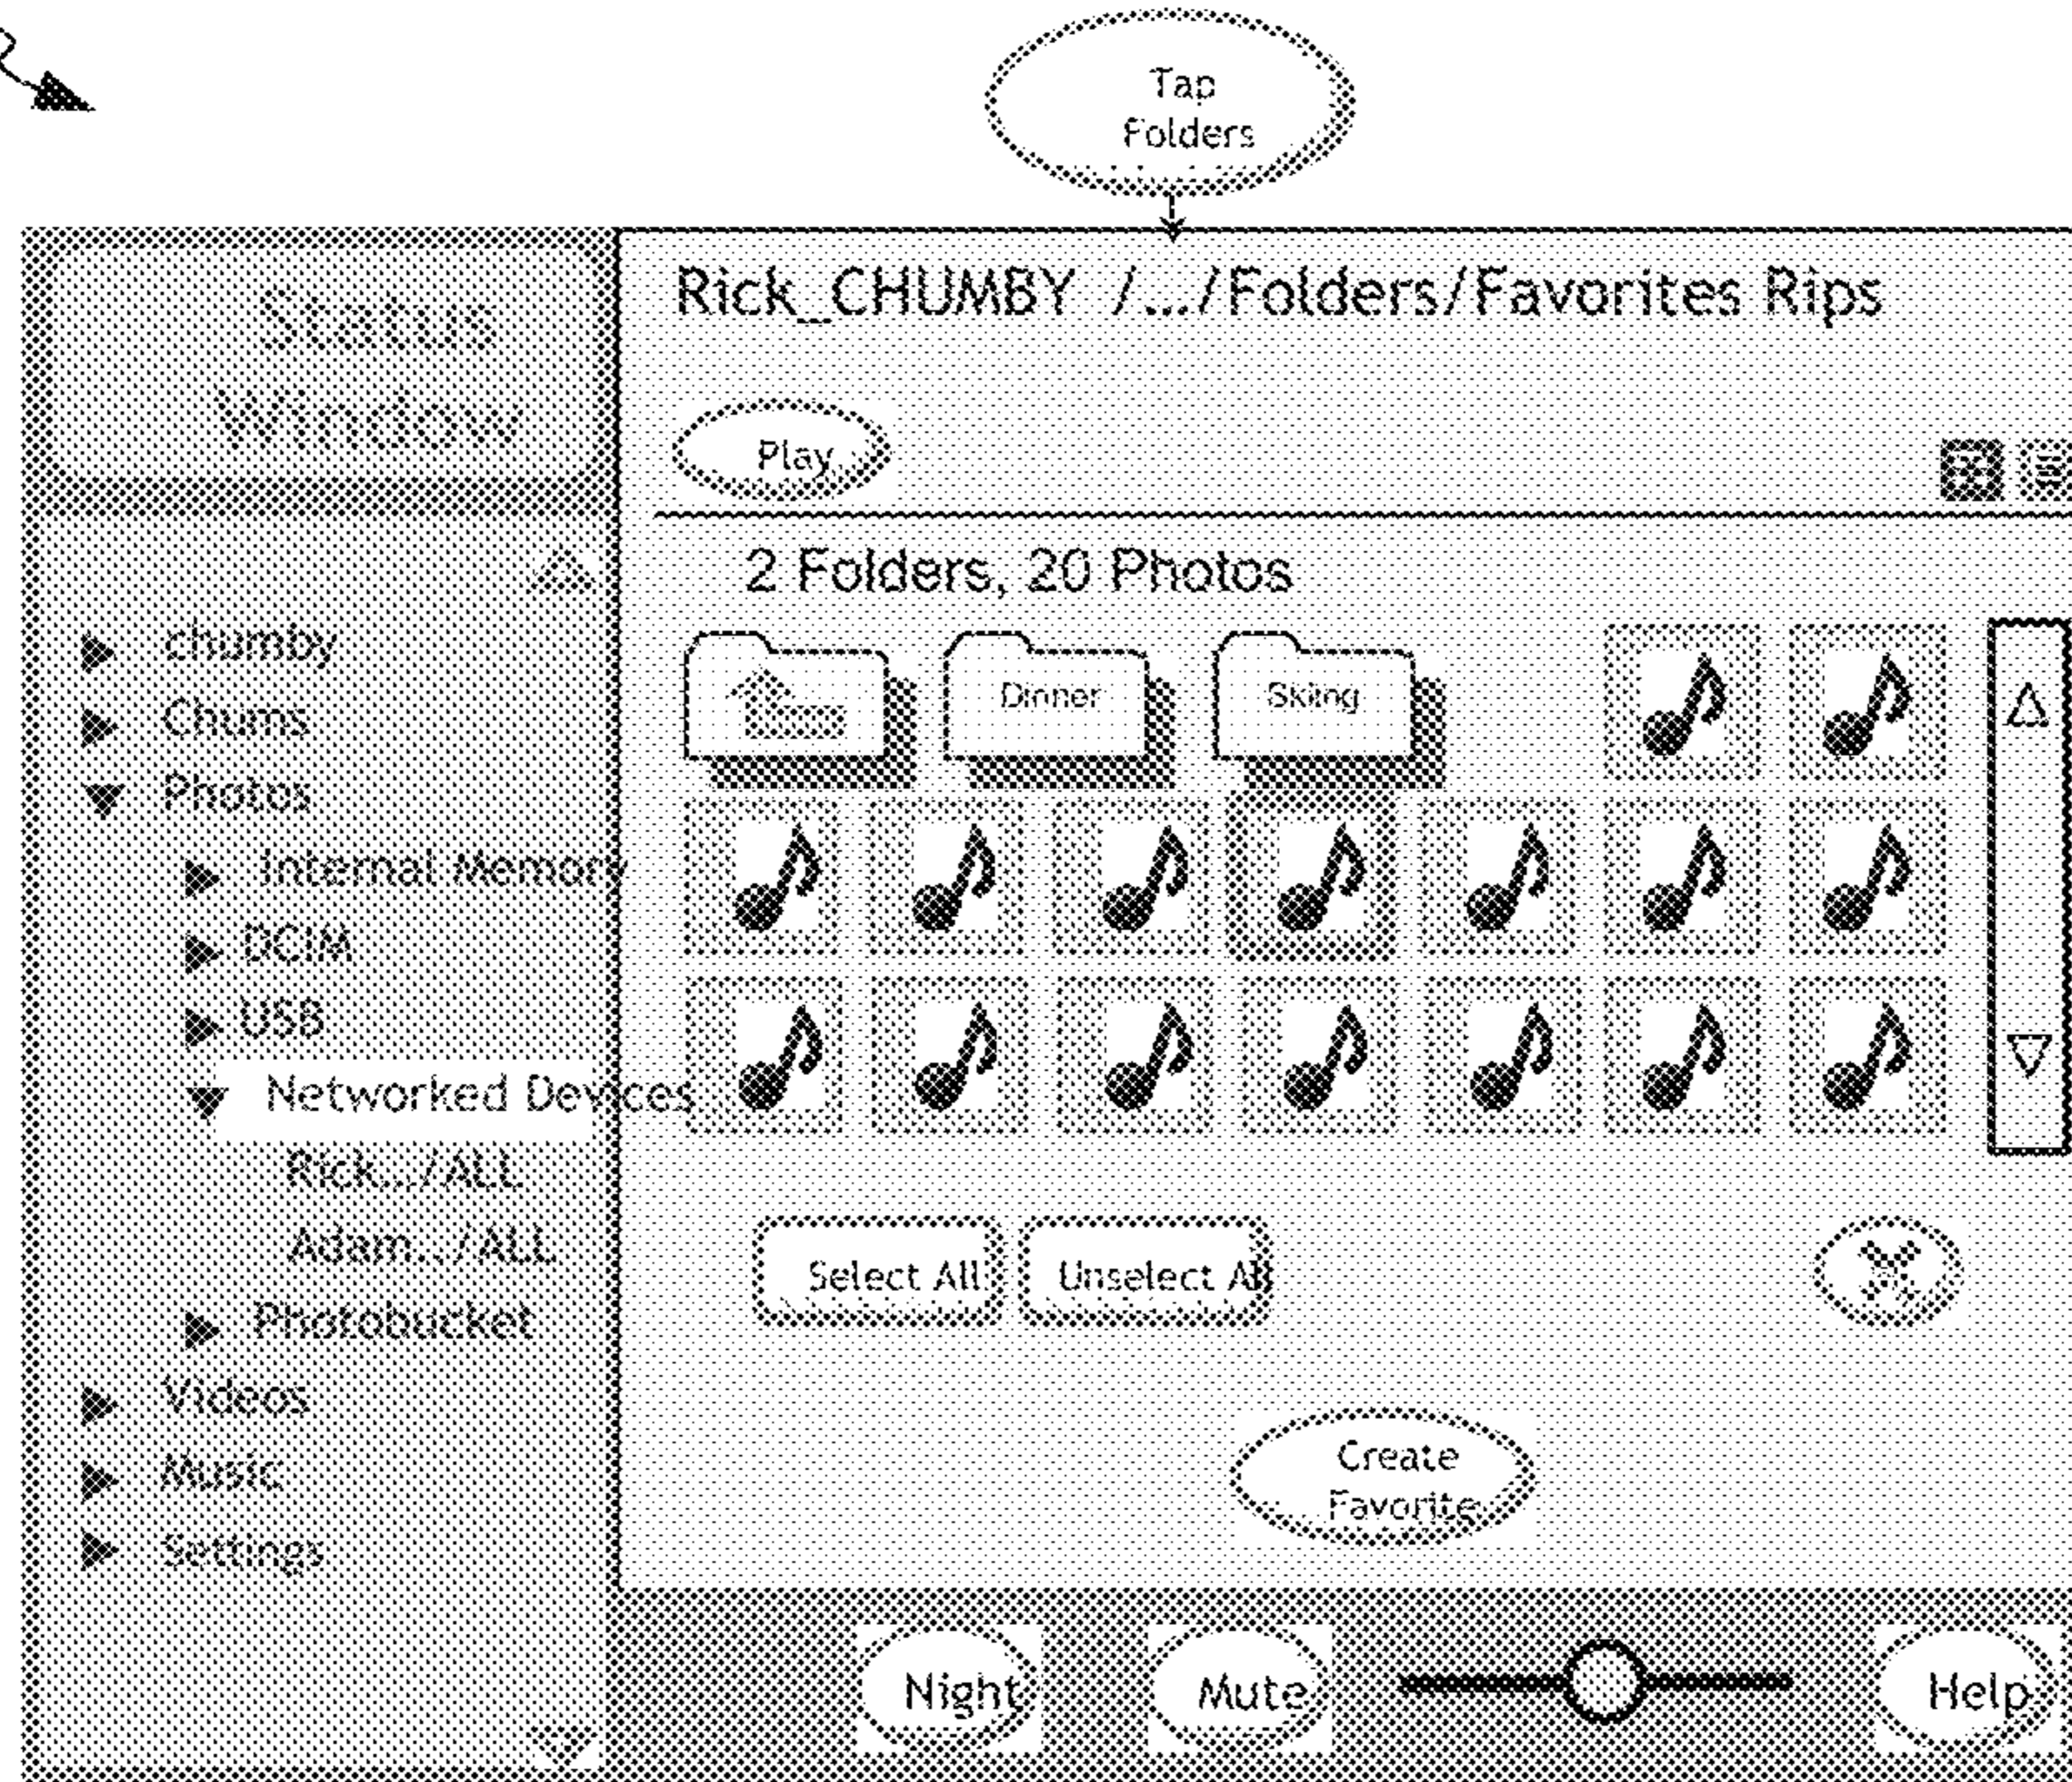 Tap
Folders
Status
Window
Rick_CHUMBY /.../Folders/Favorites Rips
Play
2 Folders, 20 Photos
Dinner
Skiing
chumby
Chums
Photos
Internal Memory
DCIM
USB
Networked Devices
Rick.../ALL
Adam.../ALL
Photobucket
Videos
Music
Settings
Select All
Unselect All
X
Create
Favorite
Night
Mute
Help